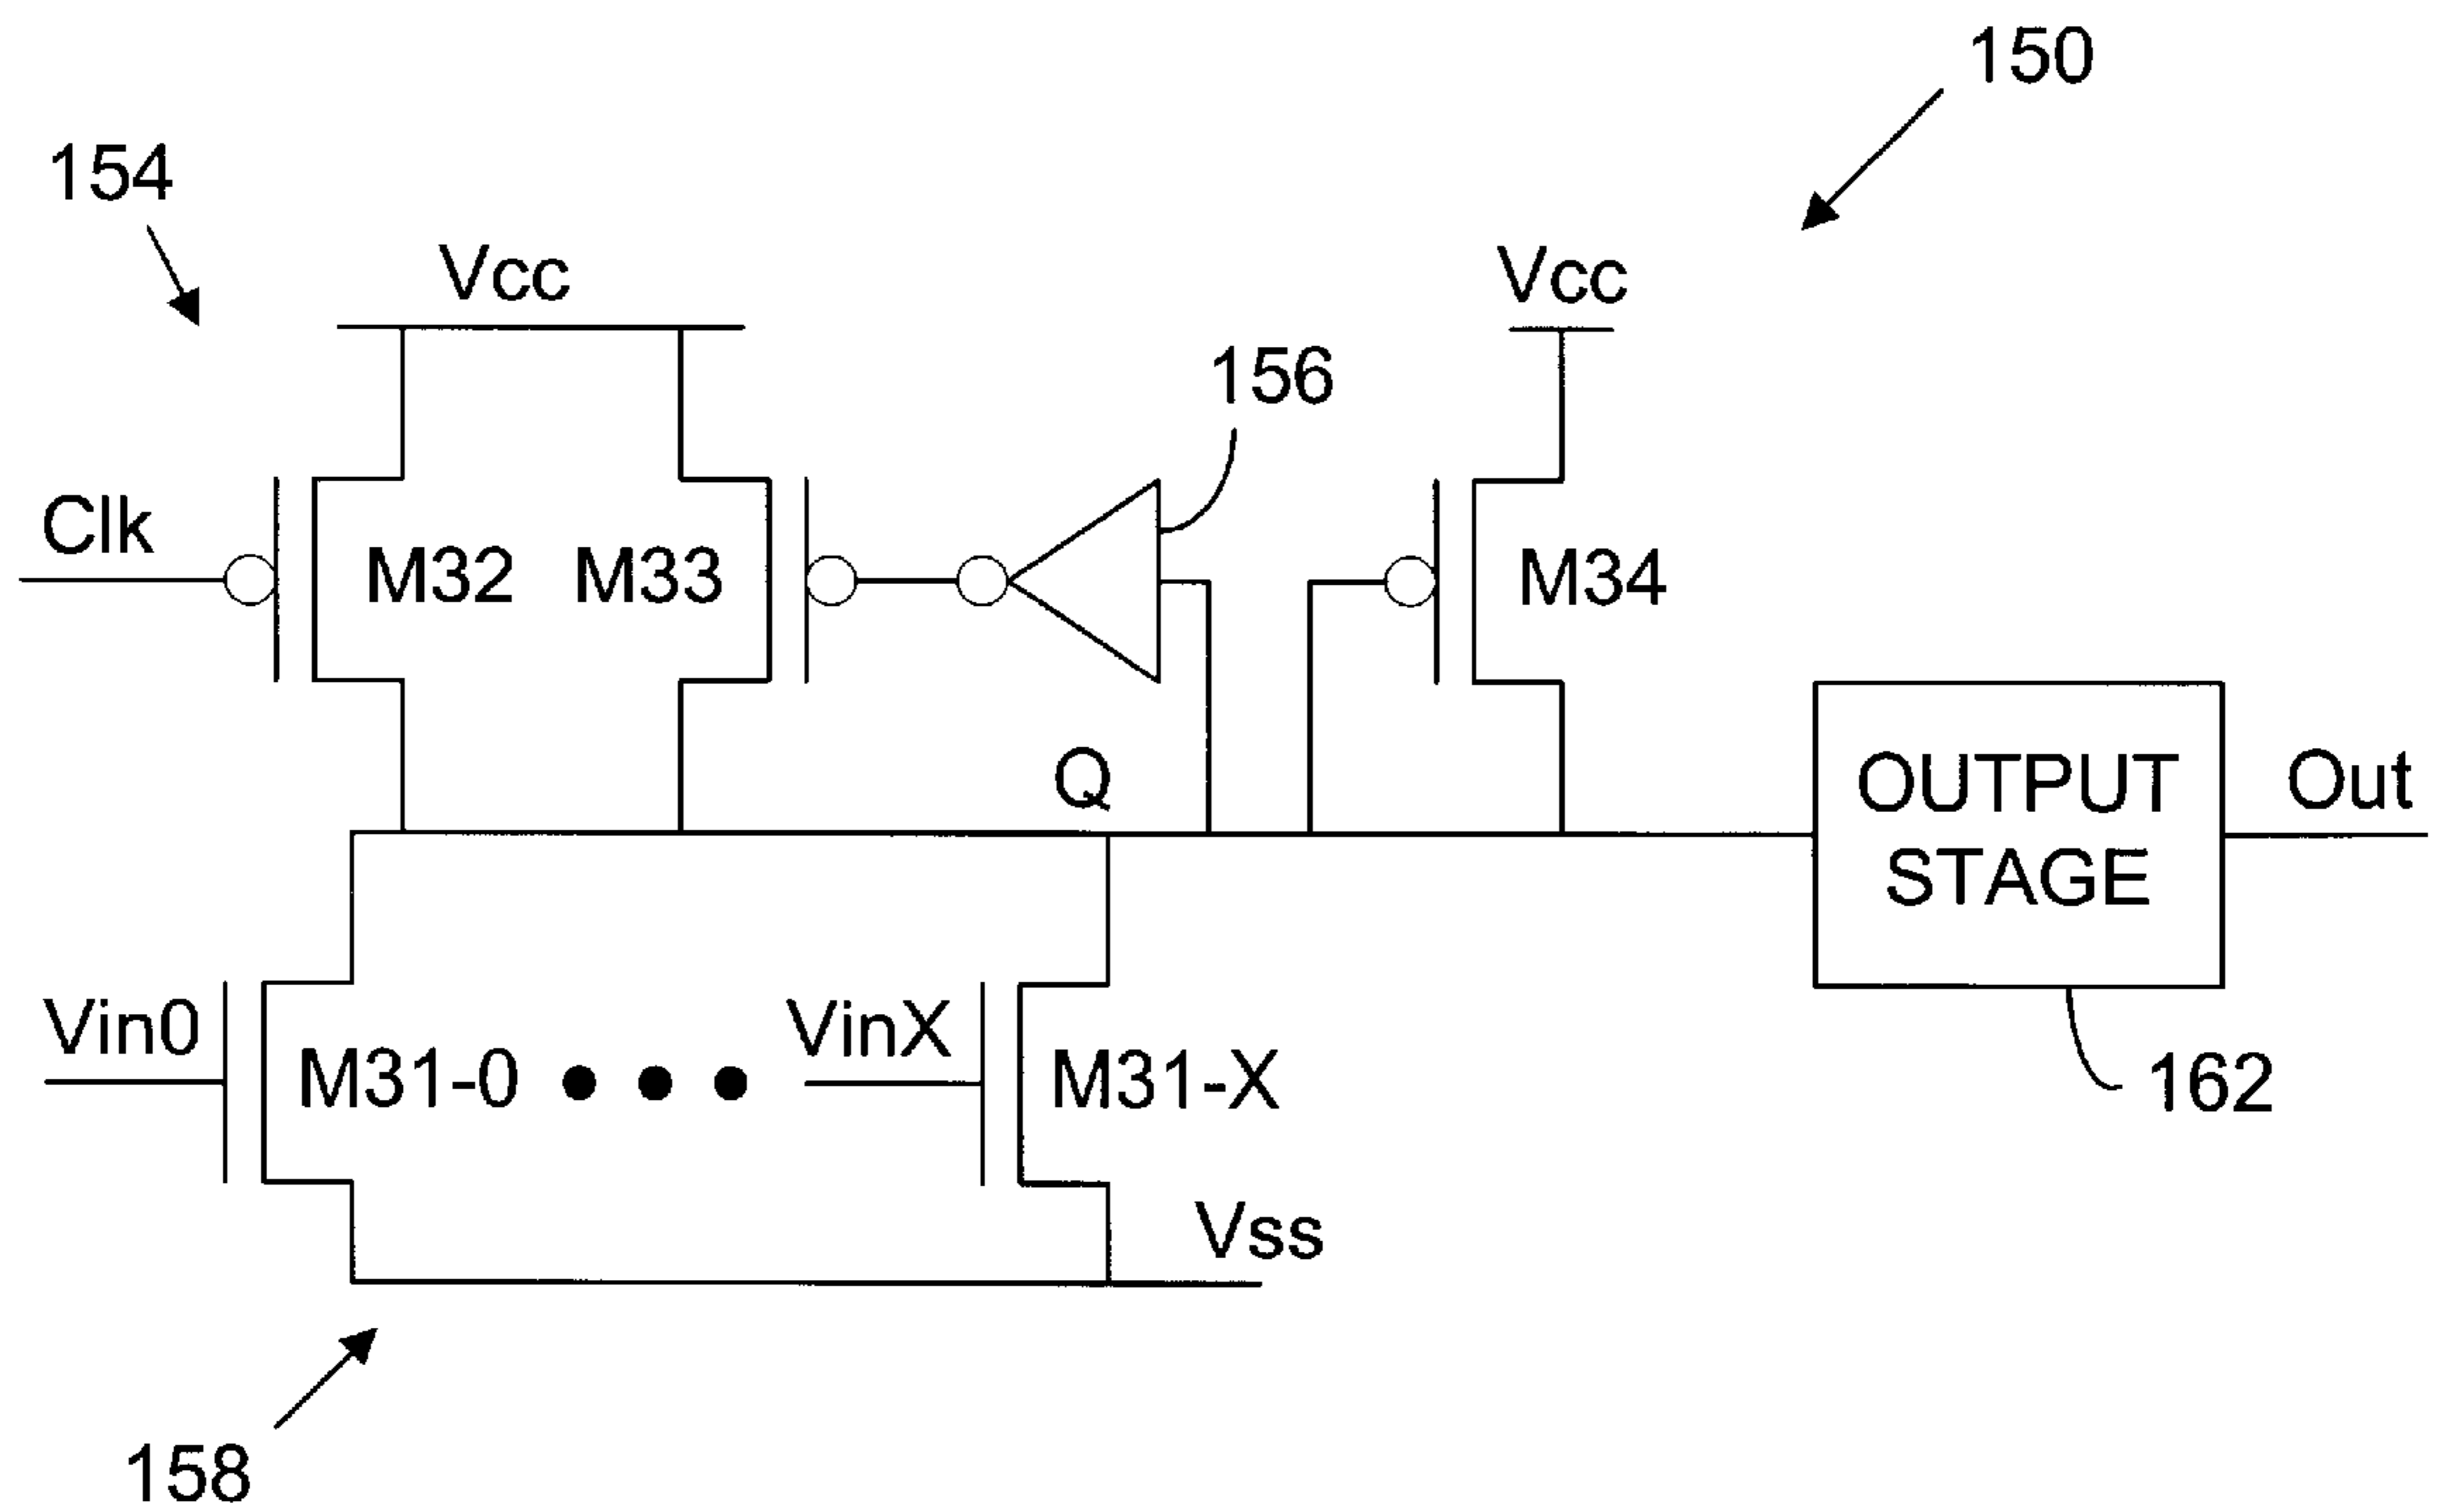 150
154
Vcc
Vcc
156
Clk
M32
M33
M34
Q
OUTPUT
STAGE
Out
Vin0
M31-0
VinX
M31-X
162
Vss
158